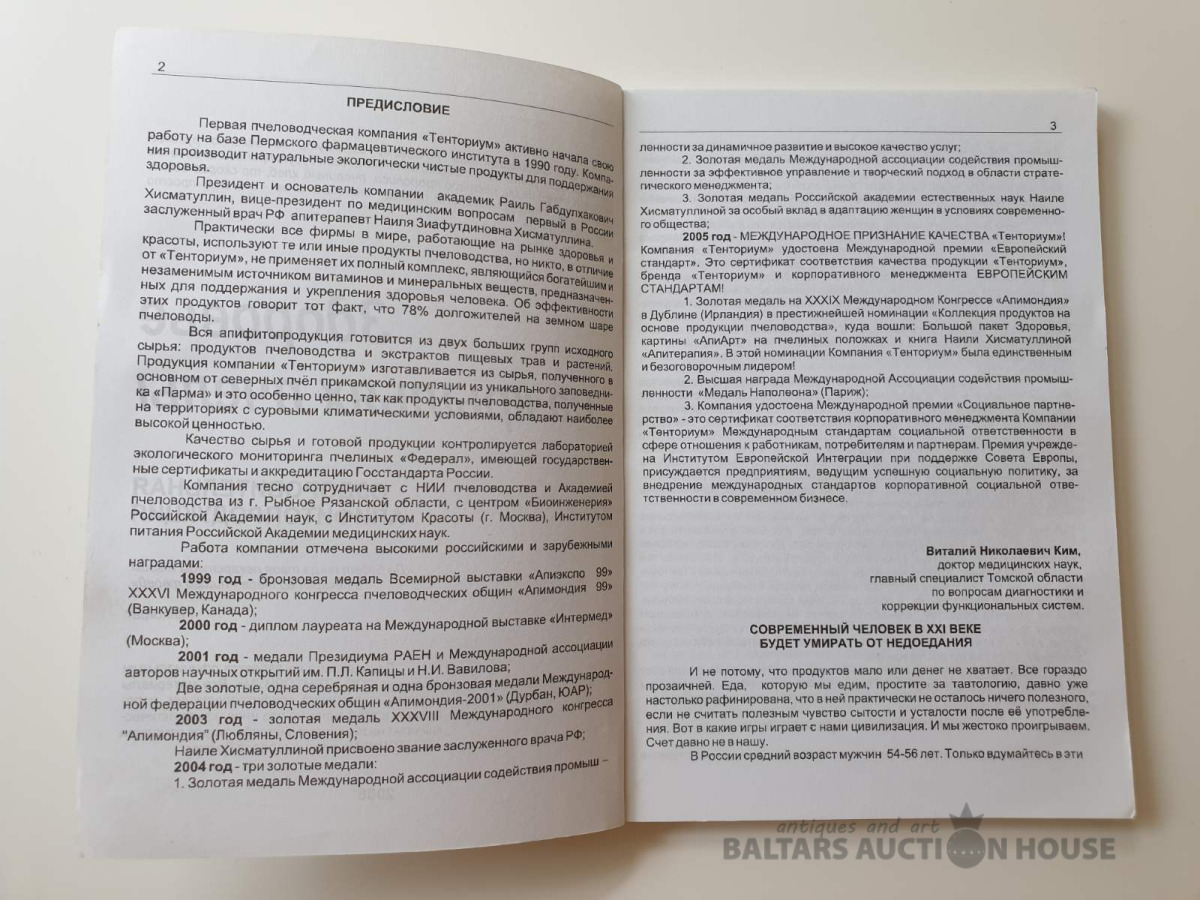 2
ПРЕДИСЛОВИЕ
Первая пчеловодческая компания «Тенториум» активно начала свою
работу на базе Пермского фармацевтического института в 1990 году. Компа-
ния производит натуральные экологически чистые продукты для поддержания
здоровья.
Президент и основатель компании академик Раиль Габдулхакович
Хисматуллин, вице-президент по медицинским вопросам первый в России
заслуженный врач РФ апитерапевт Наиля Зиафутдиновна Хисматуллина.
Практически все фирмы в мире, работающие на рынке здоровья и
красоты, используют те или иные продукты пчеловодства, но никто, в отличие
от «Тенториум», не применяет их полный комплекс, являющийся богатейшим и
незаменимым источником витаминов и минеральных веществ, предназначен-
ных для поддержания и укрепления здоровья человека. Об эффективности
этих продуктов говорит тот факт, что 78% долгожителей на земном шаре
пчеловоды.
Вся апифитопродукция готовится из двух больших групп исходного
сырья: продуктов пчеловодства и экстрактов пищевых трав и растений.
Продукция компании «Тенториум» изготавливается из сырья, полученного в
основном от северных пчёл прикамской популяции из уникального заповедни-
ка «Парма» и это особенно ценно, так как продукты пчеловодства, полученные
на территориях с суровыми климатическими условиями, обладают наиболее
высокой ценностью.
Качество сырья и готовой продукции контролируется лабораторией
экологического мониторинга пчелиных «Федерал», имеющей государствен-
ные сертификаты и аккредитацию Госстандарта России.
Компания тесно сотрудничает с НИИ пчеловодства и Академией
пчеловодства из г. Рыбное Рязанской области, с центром «Биоинженерия»
Российской Академии наук, с Институтом Красоты (г. Москва), Институтом
питания Российской Академии медицинских наук.
Работа компании отмечена высокими российскими и зарубежными
наградами:
1999 год - бронзовая медаль Всемирной выставки «Апиэкспо 99»
XXXVI Международного конгресса пчеловодческих общин «Апимондия 99»
(Ванкувер, Канада);
2000 год - диплом лауреата на Международной выставке «Интермед»
(Москва);
2001 год - медали Президиума РАЕН и Международной ассоциации
авторов научных открытий им. П.Л. Капицы и Н.И. Вавилова;
Две золотые, одна серебряная и одна бронзовая медали Международ-
ной федерации пчеловодческих общин «Апимондия-2001» (Дурбан, ЮАР);
2003 год - золотая медаль XXXVIII Международного конгресса
“Апимондия” (Любляны, Словения);
Наиле Хисматуллиной присвоено звание заслуженного врача РФ;
2004 год - три золотые медали:
1. Золотая медаль Международной ассоциации содействия промыш –
3
ленности за динамичное развитие и высокое качество услуг;
2. Золотая медаль Международной ассоциации содействия промыш-
ленности за эффективное управление и творческий подход в области страте-
гического менеджмента;
3. Золотая медаль Российской академии естественных наук Наиле
Хисматуллиной за особый вклад в адаптацию женщин в условиях современно-
го общества;
2005 год - МЕЖДУНАРОДНОЕ ПРИЗНАНИЕ КАЧЕСТВА «Тенториум»!
Компания «Тенториум» удостоена Международной премии «Европейский
стандарт». Это сертификат соответствия качества продукции «Тенториум»,
бренда «Тенториум» и корпоративного менеджмента ЕВРОПЕЙСКИМ
СТАНДАРТАМ!
1. Золотая медаль на XXXIX Международном Конгрессе «Апимондия»
в Дублине (Ирландия) в престижнейшей номинации «Коллекция продуктов на
основе продукции пчеловодства», куда вошли: Большой пакет Здоровья,
картины «АпиАрт» на пчелиных положках и книга Наили Хисматуллиной
«Апитерапия». В этой номинации Компания «Тенториум» была единственным
и безоговорочным лидером!
2. Высшая награда Международной Ассоциации содействия промыш-
ленности «Медаль Наполеона» (Париж);
3. Компания удостоена Международной премии «Социальное партне-
рство» - это сертификат соответствия корпоративного менеджмента Компании
«Тенториум» Международным стандартам социальной ответственности в
сфере отношения к работникам, потребителям и партнерам. Премия учрежде-
на Институтом Европейской Интеграции при поддержке Совета Европы,
присуждается предприятиям, ведущим успешную социальную политику, за
внедрение международных стандартов корпоративной социальной отве-
тственности в современном бизнесе.
Виталий Николаевич Ким,
доктор медицинских наук,
главный специалист Томской области
по вопросам диагностики и
коррекции функциональных систем.
СОВРЕМЕННЫЙ ЧЕЛОВЕК В XXI ВЕКЕ
БУДЕТ УМИРАТЬ ОТ НЕДОЕДАНИЯ
И не потому, что продуктов мало или денег не хватает. Все гораздо
прозаичней. Еда, которую мы едим, простите за тавтологию, давно уже
настолько рафинирована, что в ней практически не осталось ничего полезного,
если не считать полезным чувство сытости и усталости после её употребле-
ния. Вот в какие игры играет с нами цивилизация. И мы жестоко проигрываем.
Счет давно не в нашу.
В России средний возраст мужчин 54-56 лет. Только вдумайтесь в эти
antiques and art
BALTARS AUCTION HOUSE